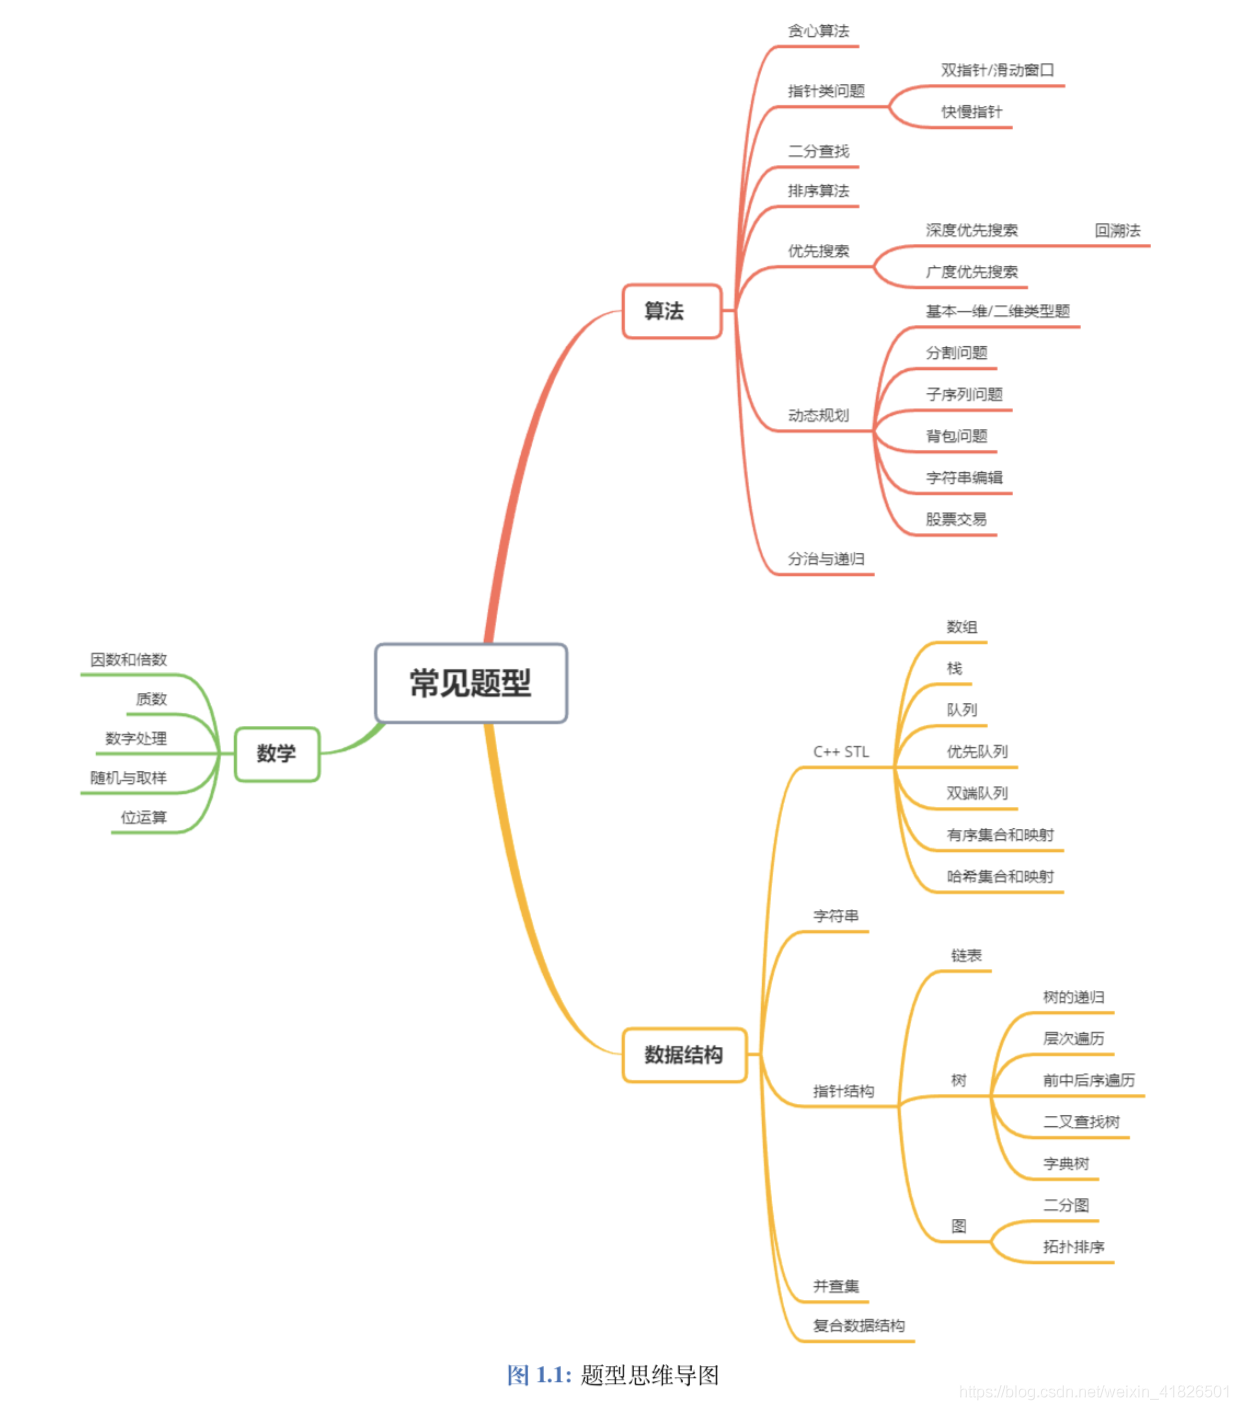 贪心算法
双指针/滑动窗口
指针类问题
快慢指针
二分查找
排序算法
深度优先搜索
回溯法
优先搜索
广度优先搜索
算法
基本一维/二维类型题
分割问题
子序列问题
动态规划
背包问题
字符串编辑
股票交易
分治与递归
常见题型
因数和倍数
质数
数字处理
数学
随机与取样
位运算
数组
栈
队列
C++ STL
优先队列
双端队列
有序集合和映射
哈希集合和映射
字符串
数据结构
链表
树的递归
层次遍历
指针结构
树
前中后序遍历
二叉查找树
字典树
二分图
图
拓扑排序
并查集
复合数据结构
图 1.1: 题型思维导图
https://blog.csdn.net/weixin_41826501